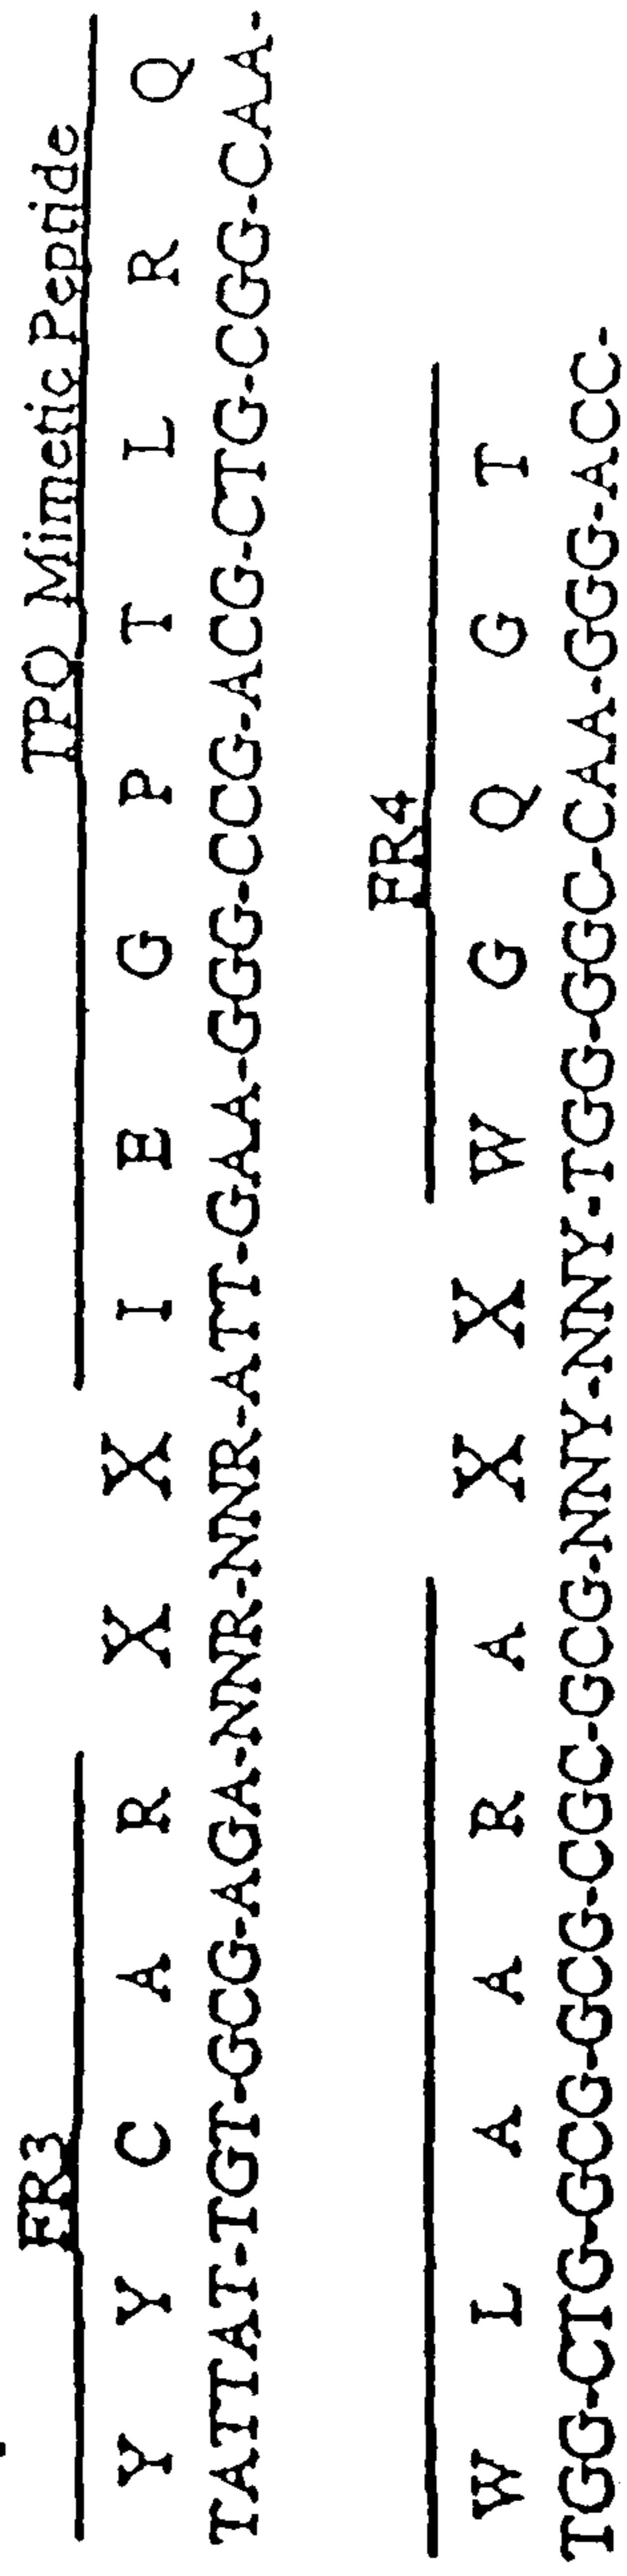 FR3 TPO Mimetic Peptide
Y Y C A R X X I E G P T L R Q
TATTAT-TGT-GCG-AGA-NNR-NNR-ATT-GAA-GGG-CCG-ACG-CTG-CGG-CAA-
FR4
W L A A R A X X W G Q G T
TGG-CTG-GCG-GCG-CGC-GCG-NNY-NNY-TGG-GGC-CAA-GGG-ACC-